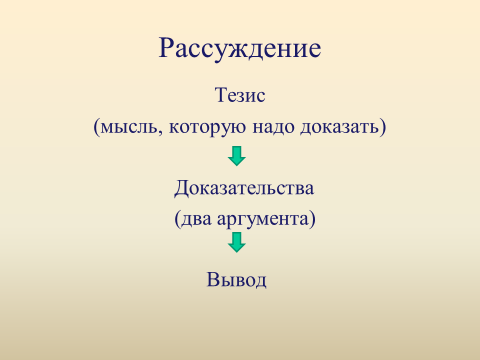 Рассуждение
Тезис
(мысль, которую надо доказать)
Доказательства
(два аргумента)
Вывод